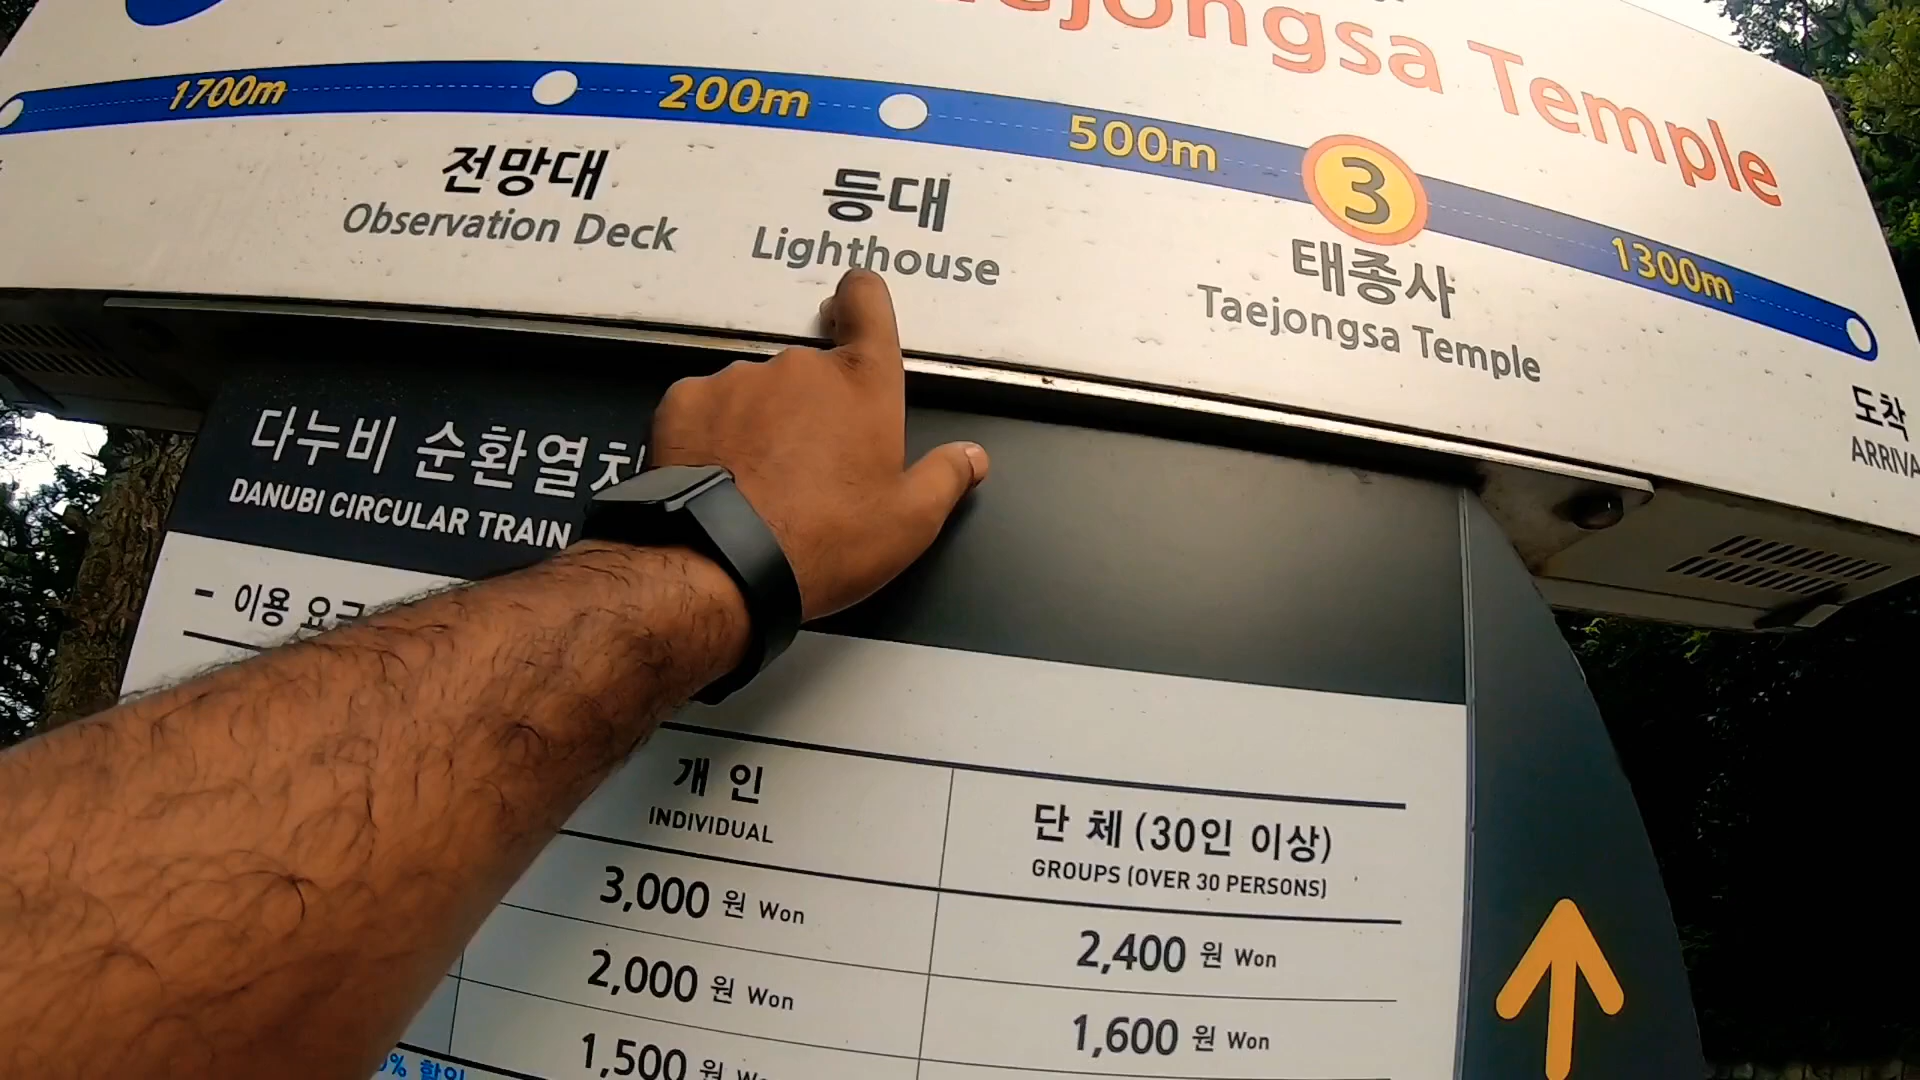 Taejongsa Temple
1700m 200m 500m 3 1300m
전망대
Observation Deck
등대
Lighthouse
태종사
Taejongsa Temple
도착
다누비 순환열차
DANUBI CIRCULAR TRAIN
- 이용
개 인
INDIVIDUAL
단 체 (30인 이상)
GROUPS (OVER 30 PERSONS)
3,000 원 Won
2,400 원 Won
2,000 원 Won
1,600 원 Won
1,500 원
할인